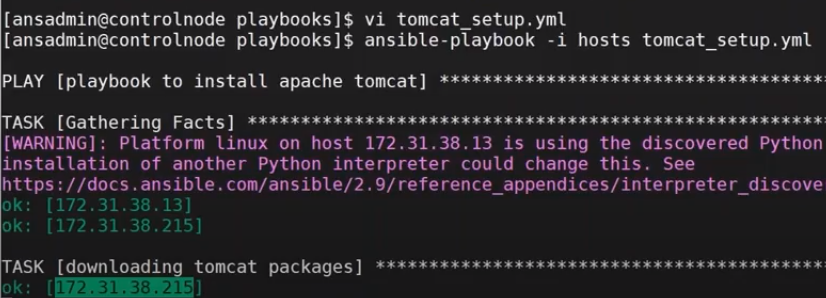 [ansadmin@controlnode playbooks]$ vi tomcat_setup.yml
[ansadmin@controlnode playbooks]$ ansible-playbook -i hosts tomcat_setup.yml
PLAY [playbook to install apache tomcat] *************************************
TASK [Gathering Facts] *******************************************************
[WARNING]: Platform linux on host 172.31.38.13 is using the discovered Python
installation of another Python interpreter could change this. See
https://docs.ansible.com/ansible/2.9/reference_appendices/interpreter_discove
ok: [172.31.38.13]
ok: [172.31.38.215]
TASK [downloading tomcat packages] *******************************************
ok: [172.31.38.215]